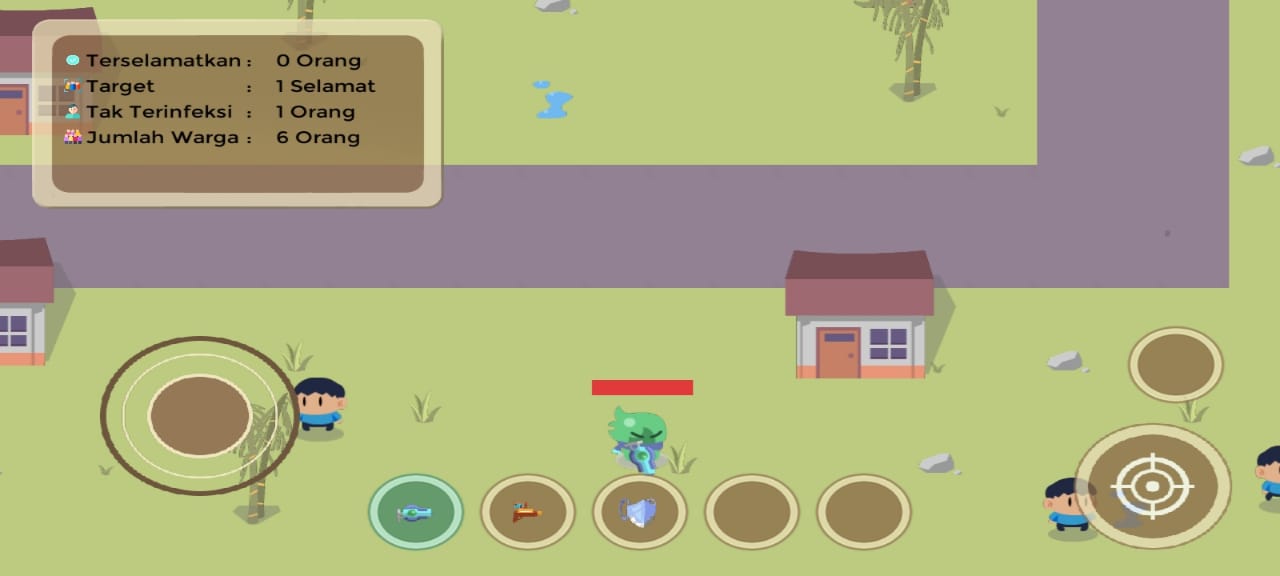 Terselamatkan : 0 Orang
Target : 1 Selamat
Tak Terinfeksi : 1 Orang
Jumlah Warga : 6 Orang